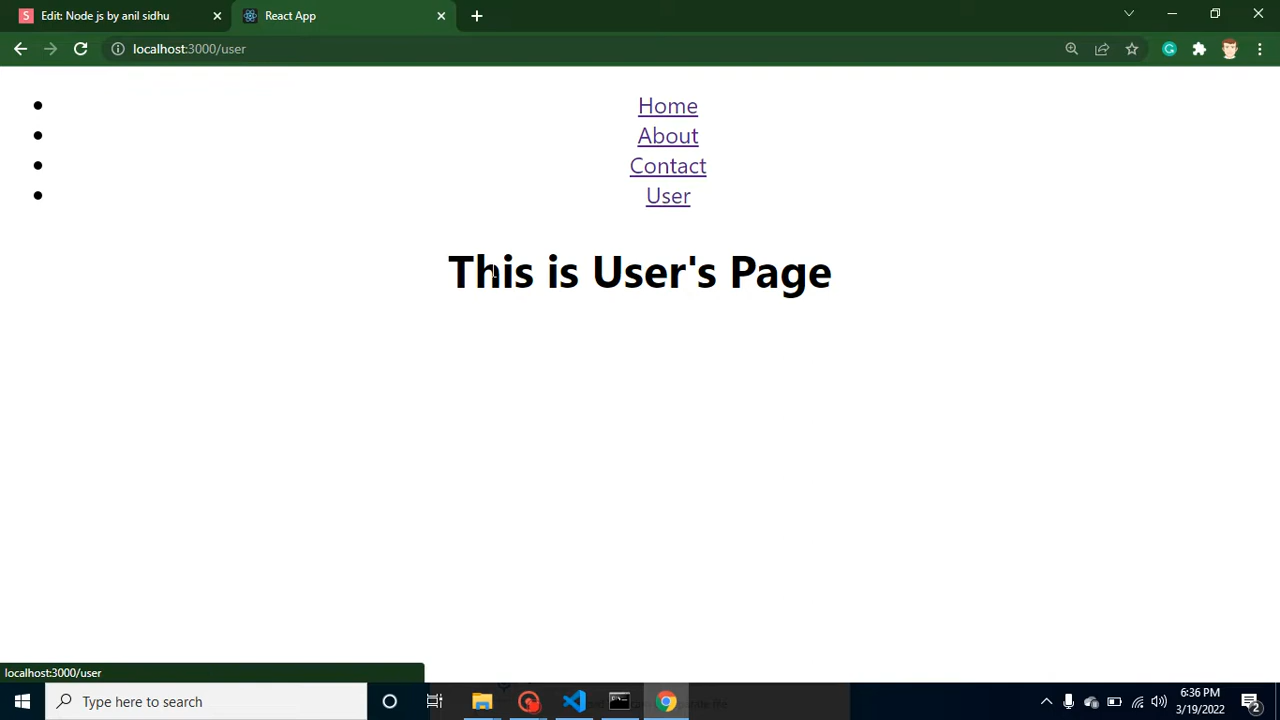 Edit: Node js by anil sidhu
React App
localhost:3000/user
Home
About
Contact
User
This is User's Page
localhost:3000/user
Type here to search
6:36 PM
3/19/2022
2